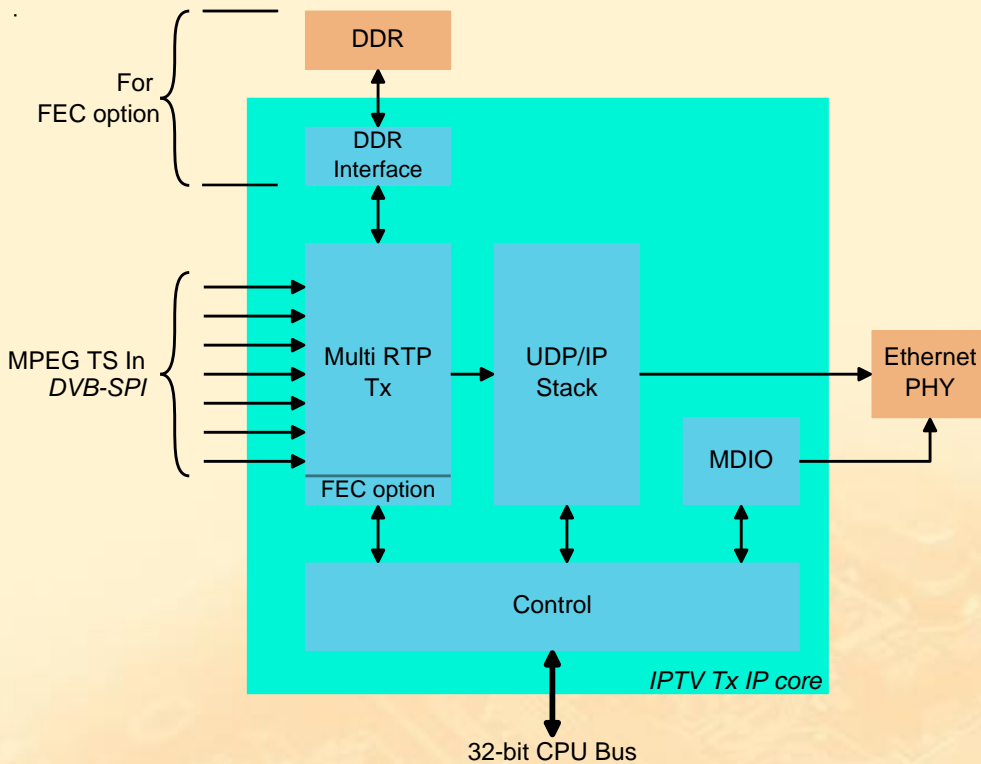 .
DDR
For
FEC option
DDR
Interface
MPEG TS In
DVB-SPI
Multi RTP
Tx
FEC option
UDP/IP
Stack
Ethernet
PHY
MDIO
Control
IPTV Tx IP core
32-bit CPU Bus